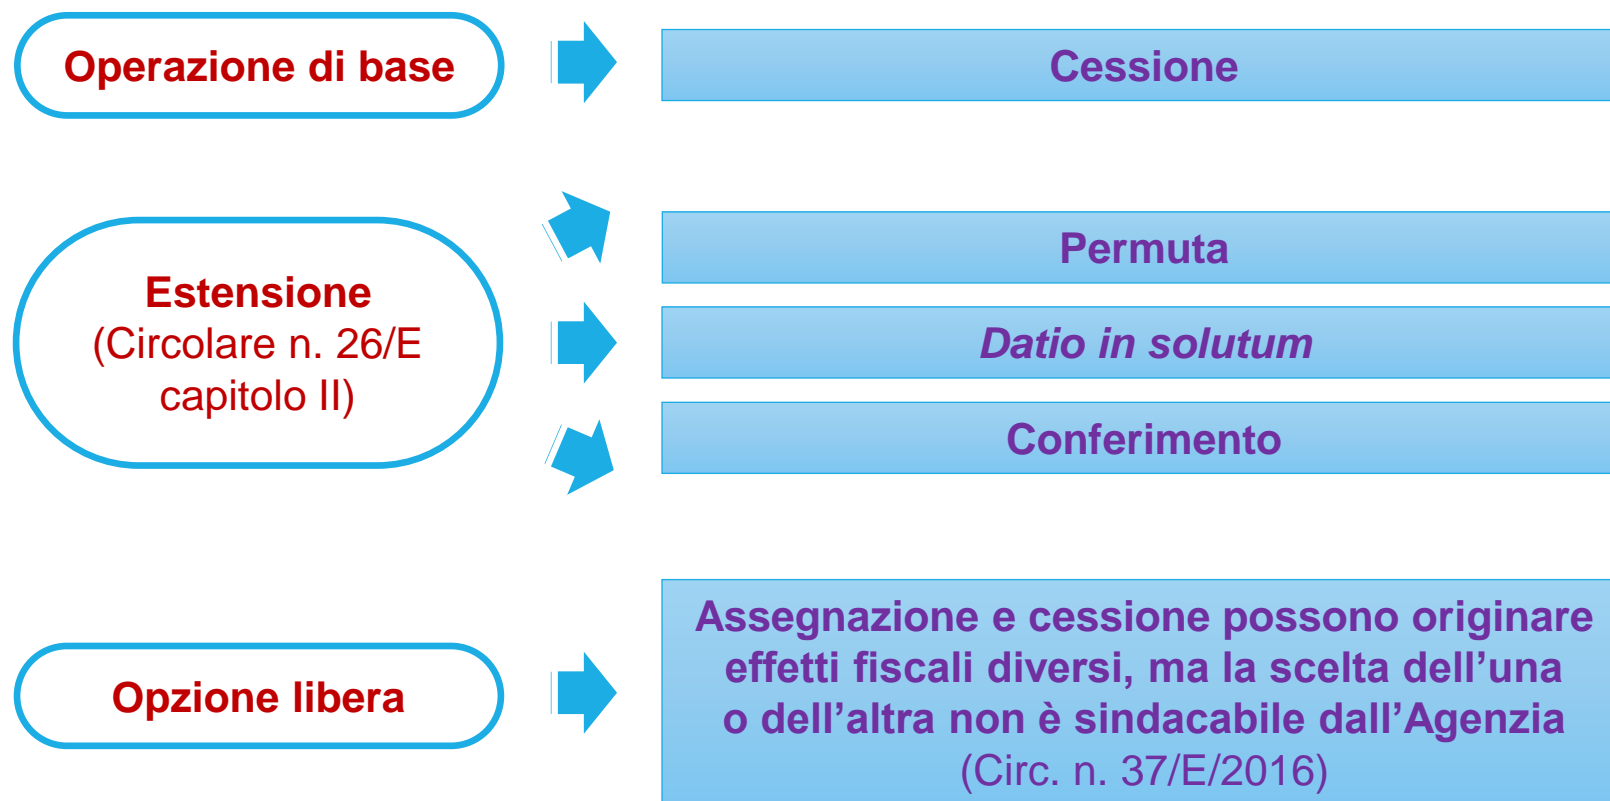 Operazione di base
Cessione
Estensione
(Circolare n. 26/E
capitolo II)
Permuta
Datio in solutum
Conferimento
Opzione libera
Assegnazione e cessione possono originare
effetti fiscali diversi, ma la scelta dell’una
o dell’altra non è sindacabile dall’Agenzia
(Circ. n. 37/E/2016)